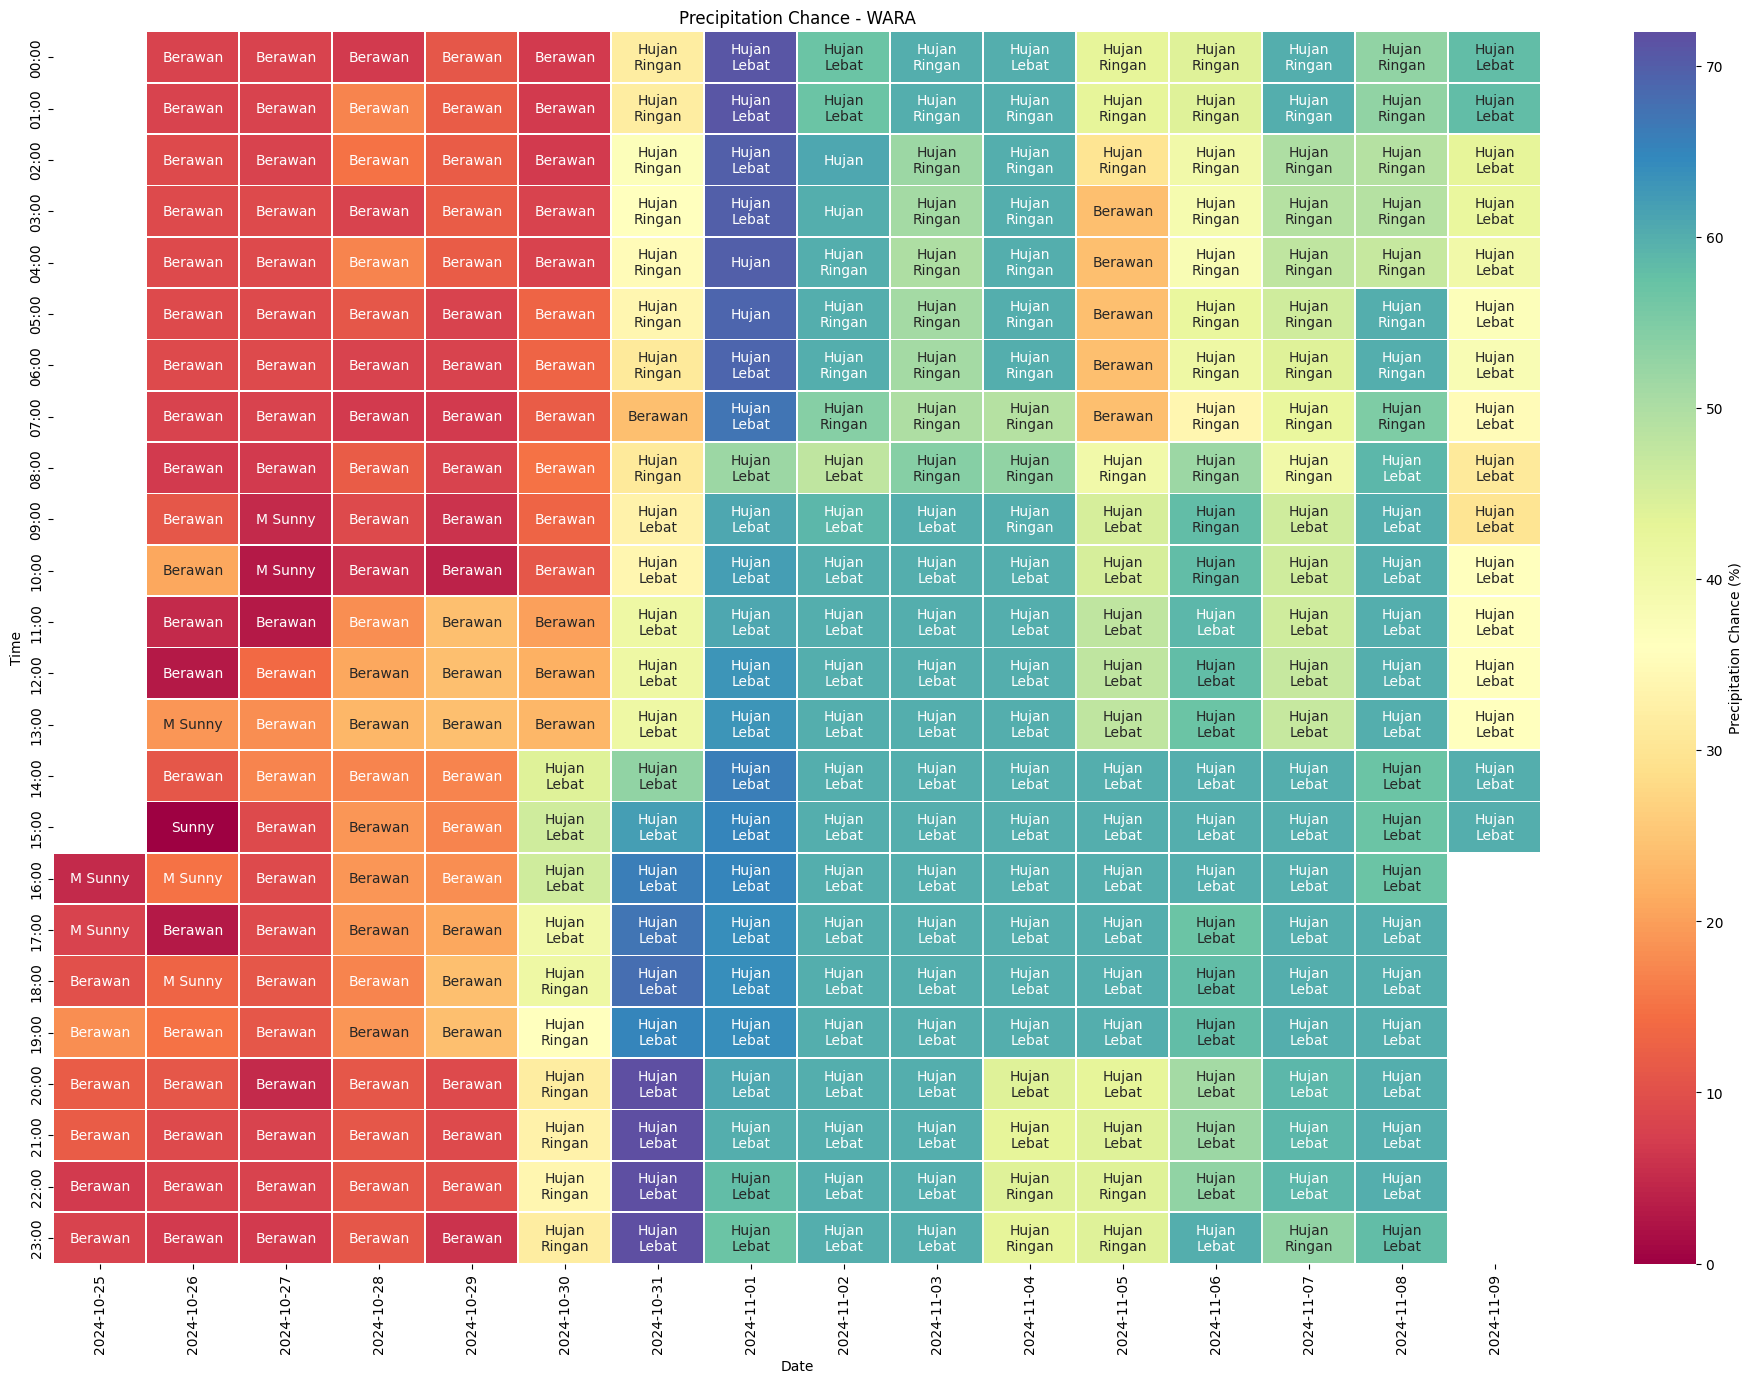 Precipitation Chance - WARA
00:00 Berawan Berawan Berawan Berawan Berawan Hujan Ringan Hujan Lebat Hujan Lebat Hujan Ringan Hujan Lebat Hujan Ringan Hujan Ringan Hujan Ringan Hujan Ringan Hujan Lebat
01:00 Berawan Berawan Berawan Berawan Berawan Hujan Ringan Hujan Lebat Hujan Lebat Hujan Ringan Hujan Ringan Hujan Ringan Hujan Ringan Hujan Ringan Hujan Ringan Hujan Lebat
02:00 Berawan Berawan Berawan Berawan Berawan Hujan Ringan Hujan Lebat Hujan Hujan Ringan Hujan Ringan Hujan Ringan Hujan Ringan Hujan Ringan Hujan Ringan Hujan Lebat
03:00 Berawan Berawan Berawan Berawan Berawan Hujan Ringan Hujan Lebat Hujan Hujan Ringan Hujan Ringan Berawan Hujan Ringan Hujan Ringan Hujan Ringan Hujan Lebat
04:00 Berawan Berawan Berawan Berawan Berawan Hujan Ringan Hujan Hujan Ringan Hujan Ringan Hujan Ringan Berawan Hujan Ringan Hujan Ringan Hujan Ringan Hujan Lebat
05:00 Berawan Berawan Berawan Berawan Berawan Hujan Ringan Hujan Hujan Ringan Hujan Ringan Hujan Ringan Berawan Hujan Ringan Hujan Ringan Hujan Ringan Hujan Lebat
06:00 Berawan Berawan Berawan Berawan Berawan Hujan Ringan Hujan Lebat Hujan Ringan Hujan Ringan Hujan Ringan Berawan Hujan Ringan Hujan Ringan Hujan Ringan Hujan Lebat
07:00 Berawan Berawan Berawan Berawan Berawan Berawan Hujan Lebat Hujan Ringan Hujan Ringan Hujan Ringan Berawan Hujan Ringan Hujan Ringan Hujan Ringan Hujan Lebat
08:00 Berawan Berawan Berawan Berawan Berawan Hujan Ringan Hujan Lebat Hujan Lebat Hujan Ringan Hujan Ringan Hujan Ringan Hujan Ringan Hujan Ringan Hujan Lebat Hujan Lebat
09:00 Berawan M Sunny Berawan Berawan Berawan Hujan Lebat Hujan Lebat Hujan Lebat Hujan Lebat Hujan Ringan Hujan Lebat Hujan Ringan Hujan Lebat Hujan Lebat Hujan Lebat
10:00 Berawan M Sunny Berawan Berawan Berawan Hujan Lebat Hujan Lebat Hujan Lebat Hujan Lebat Hujan Lebat Hujan Lebat Hujan Ringan Hujan Lebat Hujan Lebat Hujan Lebat
11:00 Berawan Berawan Berawan Berawan Berawan Hujan Lebat Hujan Lebat Hujan Lebat Hujan Lebat Hujan Lebat Hujan Lebat Hujan Lebat Hujan Lebat Hujan Lebat Hujan Lebat
12:00 Berawan Berawan Berawan Berawan Berawan Hujan Lebat Hujan Lebat Hujan Lebat Hujan Lebat Hujan Lebat Hujan Lebat Hujan Lebat Hujan Lebat Hujan Lebat Hujan Lebat
13:00 M Sunny Berawan Berawan Berawan Berawan Hujan Lebat Hujan Lebat Hujan Lebat Hujan Lebat Hujan Lebat Hujan Lebat Hujan Lebat Hujan Lebat Hujan Lebat Hujan Lebat
14:00 Berawan Berawan Berawan Berawan Hujan Lebat Hujan Lebat Hujan Lebat Hujan Lebat Hujan Lebat Hujan Lebat Hujan Lebat Hujan Lebat Hujan Lebat Hujan Lebat Hujan Lebat
15:00 Sunny Berawan Berawan Berawan Hujan Lebat Hujan Lebat Hujan Lebat Hujan Lebat Hujan Lebat Hujan Lebat Hujan Lebat Hujan Lebat Hujan Lebat Hujan Lebat Hujan Lebat
16:00 M Sunny M Sunny Berawan Berawan Berawan Hujan Lebat Hujan Lebat Hujan Lebat Hujan Lebat Hujan Lebat Hujan Lebat Hujan Lebat Hujan Lebat Hujan Lebat Hujan Lebat
17:00 M Sunny Berawan Berawan Berawan Berawan Hujan Lebat Hujan Lebat Hujan Lebat Hujan Lebat Hujan Lebat Hujan Lebat Hujan Lebat Hujan Lebat Hujan Lebat Hujan Lebat
18:00 Berawan M Sunny Berawan Berawan Berawan Hujan Ringan Hujan Lebat Hujan Lebat Hujan Lebat Hujan Lebat Hujan Lebat Hujan Lebat Hujan Lebat Hujan Lebat Hujan Lebat
19:00 Berawan Berawan Berawan Berawan Berawan Hujan Ringan Hujan Lebat Hujan Lebat Hujan Lebat Hujan Lebat Hujan Lebat Hujan Lebat Hujan Lebat Hujan Lebat Hujan Lebat
20:00 Berawan Berawan Berawan Berawan Berawan Hujan Ringan Hujan Lebat Hujan Lebat Hujan Lebat Hujan Lebat Hujan Lebat Hujan Lebat Hujan Lebat Hujan Lebat Hujan Lebat
21:00 Berawan Berawan Berawan Berawan Berawan Hujan Ringan Hujan Lebat Hujan Lebat Hujan Lebat Hujan Lebat Hujan Lebat Hujan Lebat Hujan Lebat Hujan Lebat Hujan Lebat
22:00 Berawan Berawan Berawan Berawan Berawan Hujan Ringan Hujan Lebat Hujan Lebat Hujan Lebat Hujan Lebat Hujan Ringan Hujan Ringan Hujan Lebat Hujan Lebat Hujan Lebat
23:00 Berawan Berawan Berawan Berawan Berawan Hujan Ringan Hujan Lebat Hujan Lebat Hujan Lebat Hujan Lebat Hujan Ringan Hujan Ringan Hujan Lebat Hujan Ringan Hujan Lebat
Time
2024-10-25 2024-10-26 2024-10-27 2024-10-28 2024-10-29 2024-10-30 2024-10-31 2024-11-01 2024-11-02 2024-11-03 2024-11-04 2024-11-05 2024-11-06 2024-11-07 2024-11-08 2024-11-09
Date
70
60
50
40
30
20
10
0
Precipitation Chance (%)